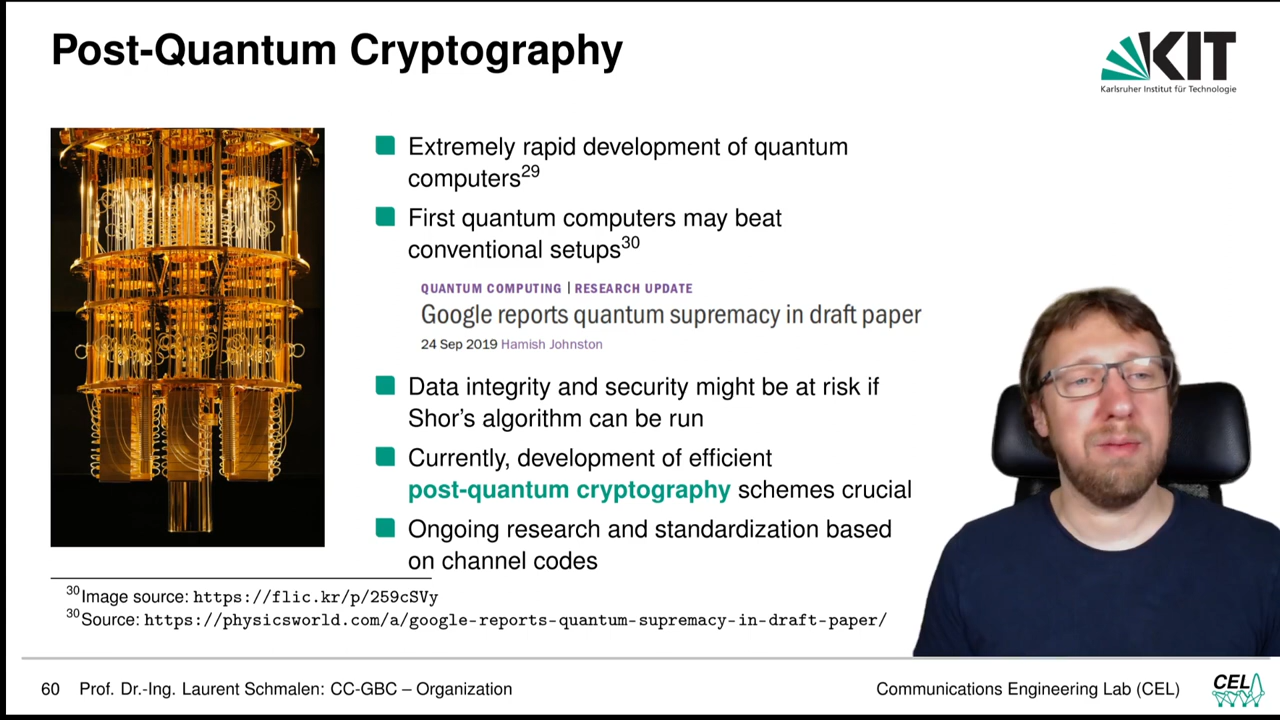 Post-Quantum Cryptography
KIT
Karlsruher Institut für Technologie
Extremely rapid development of quantum
computers29
First quantum computers may beat
conventional setups30
QUANTUM COMPUTING | RESEARCH UPDATE
Google reports quantum supremacy in draft paper
24 Sep 2019 Hamish Johnston
Data integrity and security might be at risk if
Shor's algorithm can be run
Currently, development of efficient
post-quantum cryptography schemes crucial
Ongoing research and standardization based
on channel codes
30Image source: https://flic.kr/p/259cSVy
30Source: https://physicsworld.com/a/google-reports-quantum-supremacy-in-draft-paper/
60 Prof. Dr.-Ing. Laurent Schmalen: CC-GBC – Organization
Communications Engineering Lab (CEL)
CEL